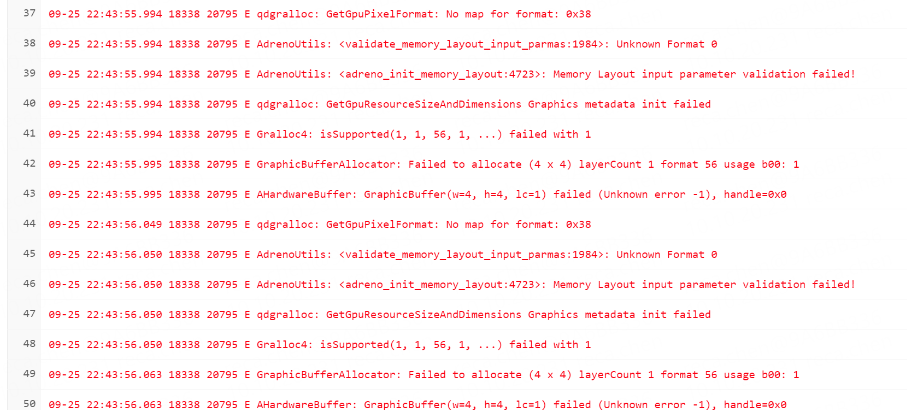 37 09-25 22:43:55.994 18338 20795 E qdgralloc: GetGpuPixelFormat: No map for format: 0x38
38 09-25 22:43:55.994 18338 20795 E AdrenoUtils: <validate_memory_layout_input_parmas:1984>: Unknown Format 0
39 09-25 22:43:55.994 18338 20795 E AdrenoUtils: <adreno_init_memory_layout:4723>: Memory Layout input parameter validation failed!
40 09-25 22:43:55.994 18338 20795 E qdgralloc: GetGpuResourceSizeAndDimensions Graphics metadata init failed
41 09-25 22:43:55.994 18338 20795 E Gralloc4: isSupported(1, 1, 56, 1, ...) failed with 1
42 09-25 22:43:55.995 18338 20795 E GraphicBufferAllocator: Failed to allocate (4 x 4) layerCount 1 format 56 usage b00: 1
43 09-25 22:43:55.995 18338 20795 E AHardwareBuffer: GraphicBuffer(w=4, h=4, lc=1) failed (Unknown error -1), handle=0x0
44 09-25 22:43:56.049 18338 20795 E qdgralloc: GetGpuPixelFormat: No map for format: 0x38
45 09-25 22:43:56.050 18338 20795 E AdrenoUtils: <validate_memory_layout_input_parmas:1984>: Unknown Format 0
46 09-25 22:43:56.050 18338 20795 E AdrenoUtils: <adreno_init_memory_layout:4723>: Memory Layout input parameter validation failed!
47 09-25 22:43:56.050 18338 20795 E qdgralloc: GetGpuResourceSizeAndDimensions Graphics metadata init failed
48 09-25 22:43:56.050 18338 20795 E Gralloc4: isSupported(1, 1, 56, 1, ...) failed with 1
49 09-25 22:43:56.063 18338 20795 E GraphicBufferAllocator: Failed to allocate (4 x 4) layerCount 1 format 56 usage b00: 1
50 09-25 22:43:56.063 18338 20795 E AHardwareBuffer: GraphicBuffer(w=4, h=4, lc=1) failed (Unknown error -1), handle=0x0